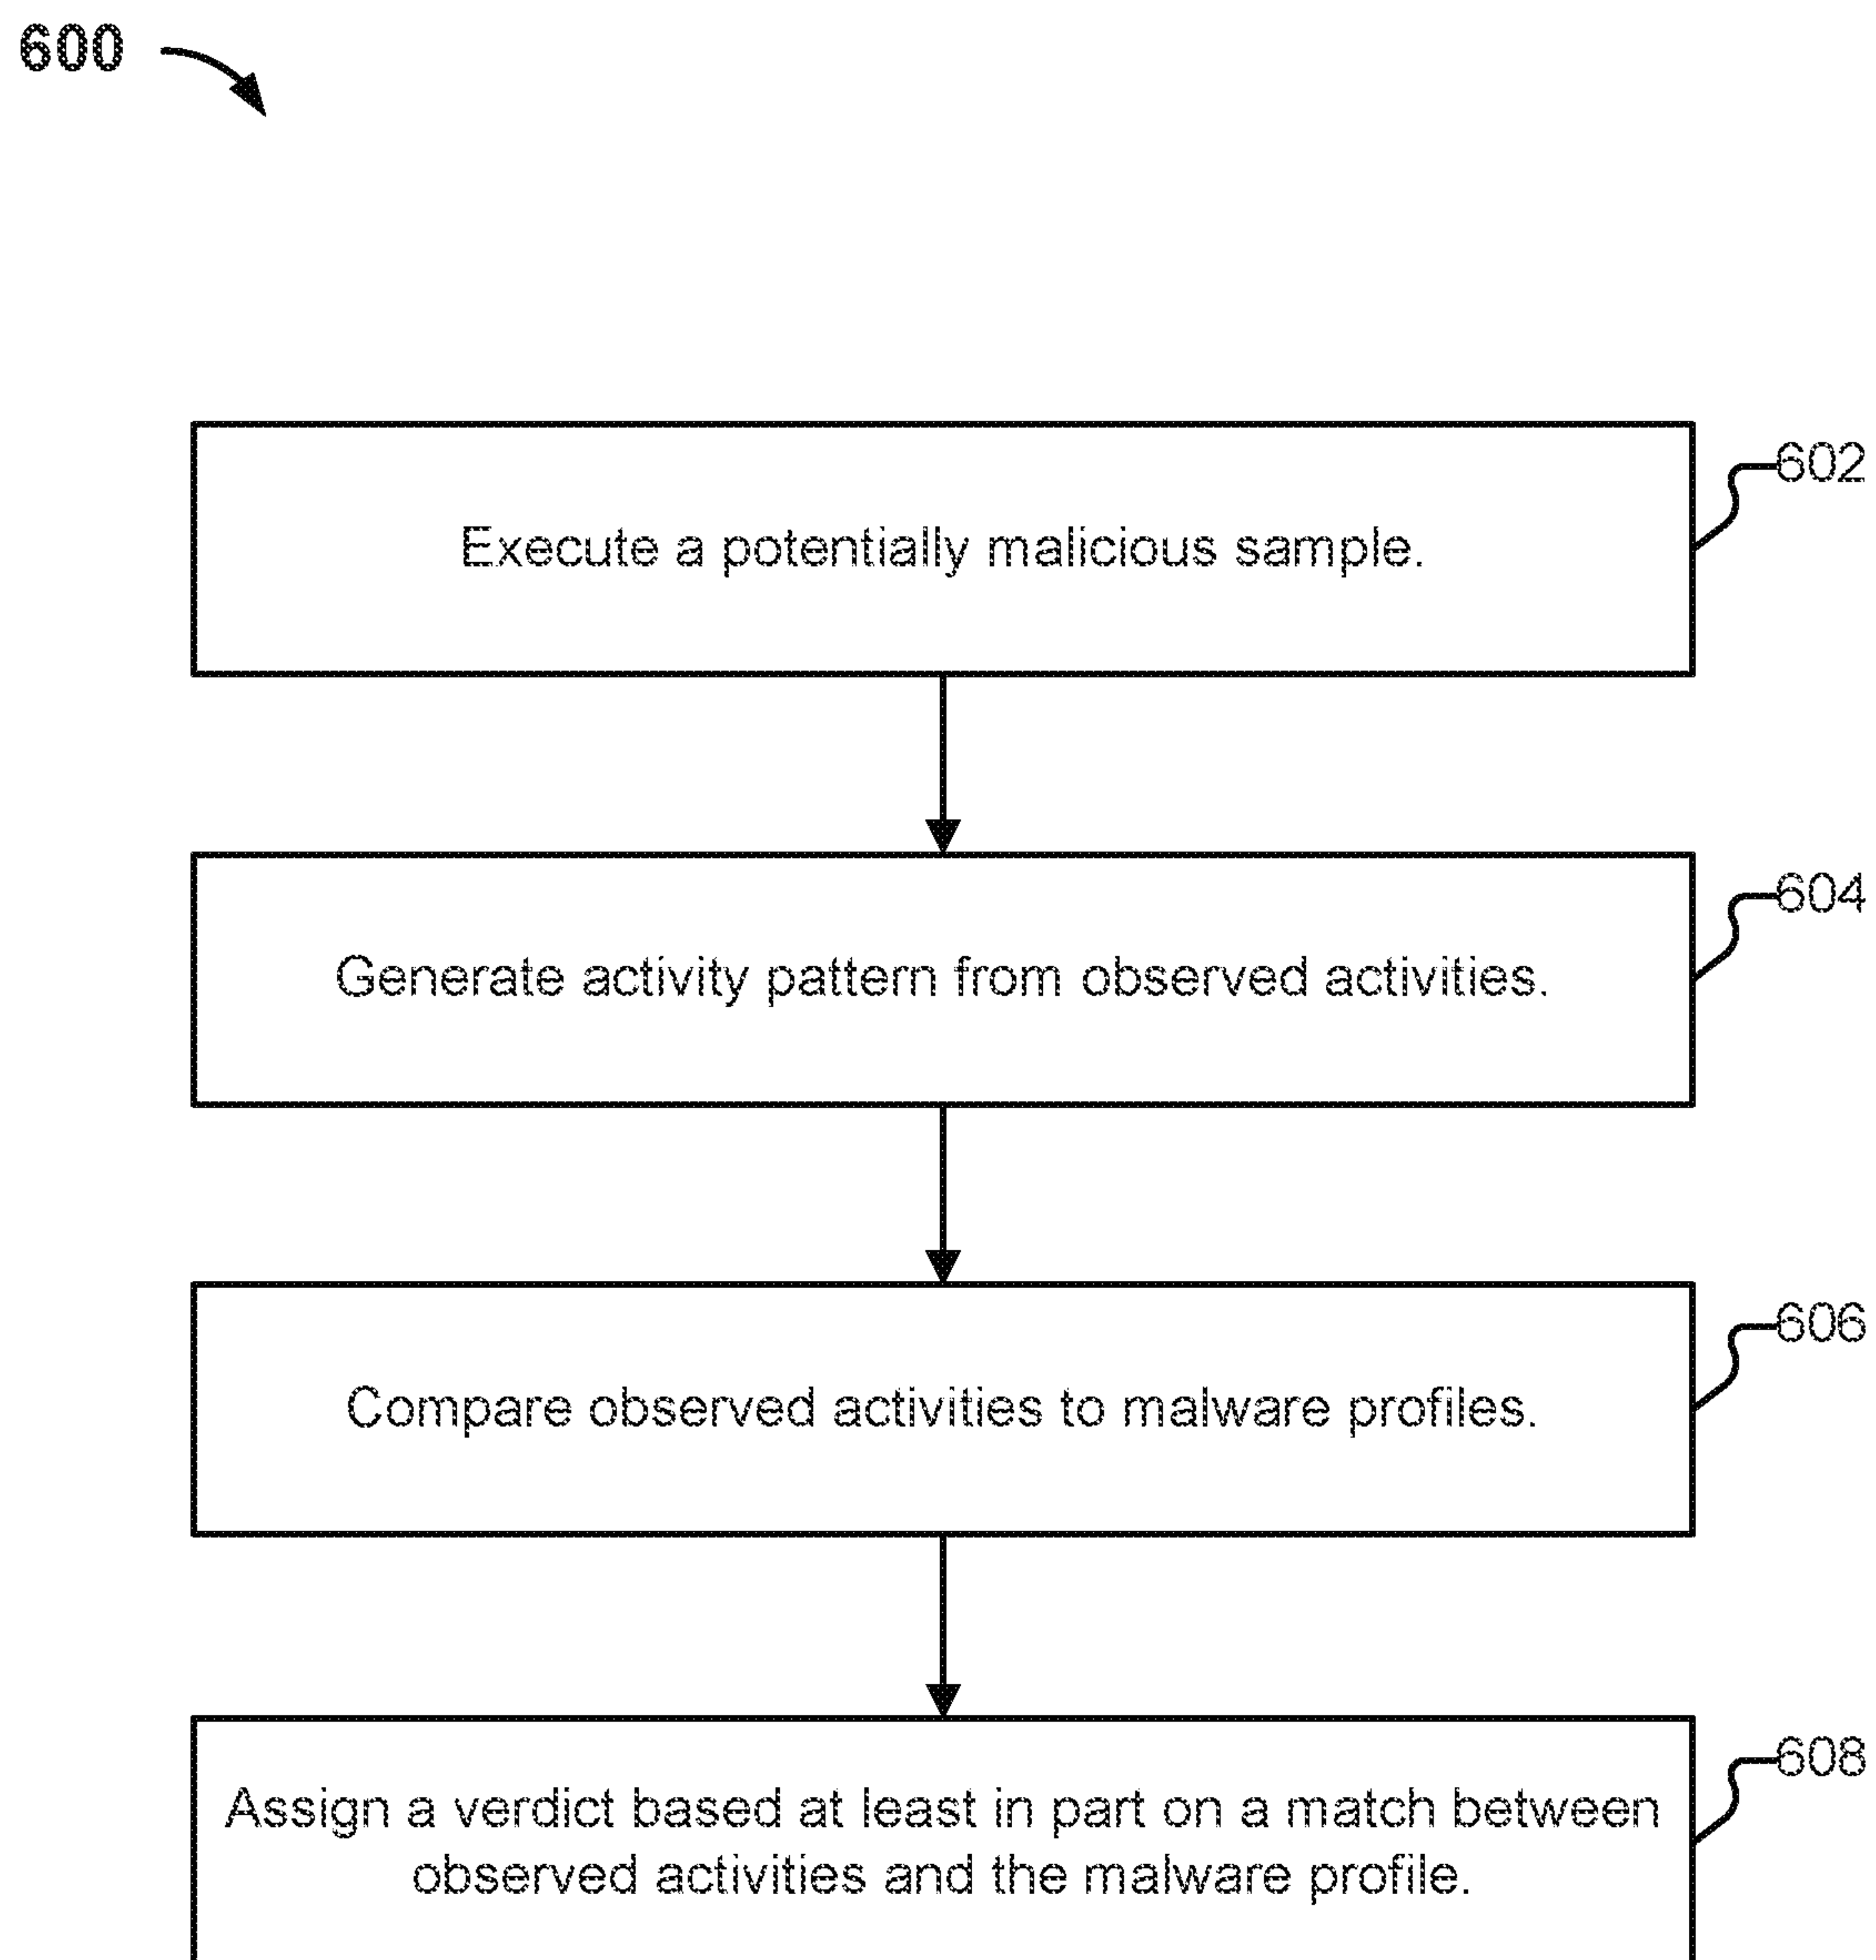 600
602
Execute a potentially malicious sample.
604
Generate activity pattern from observed activities.
606
Compare observed activities to malware profiles.
608
Assign a verdict based at least in part on a match between
observed activities and the malware profile.